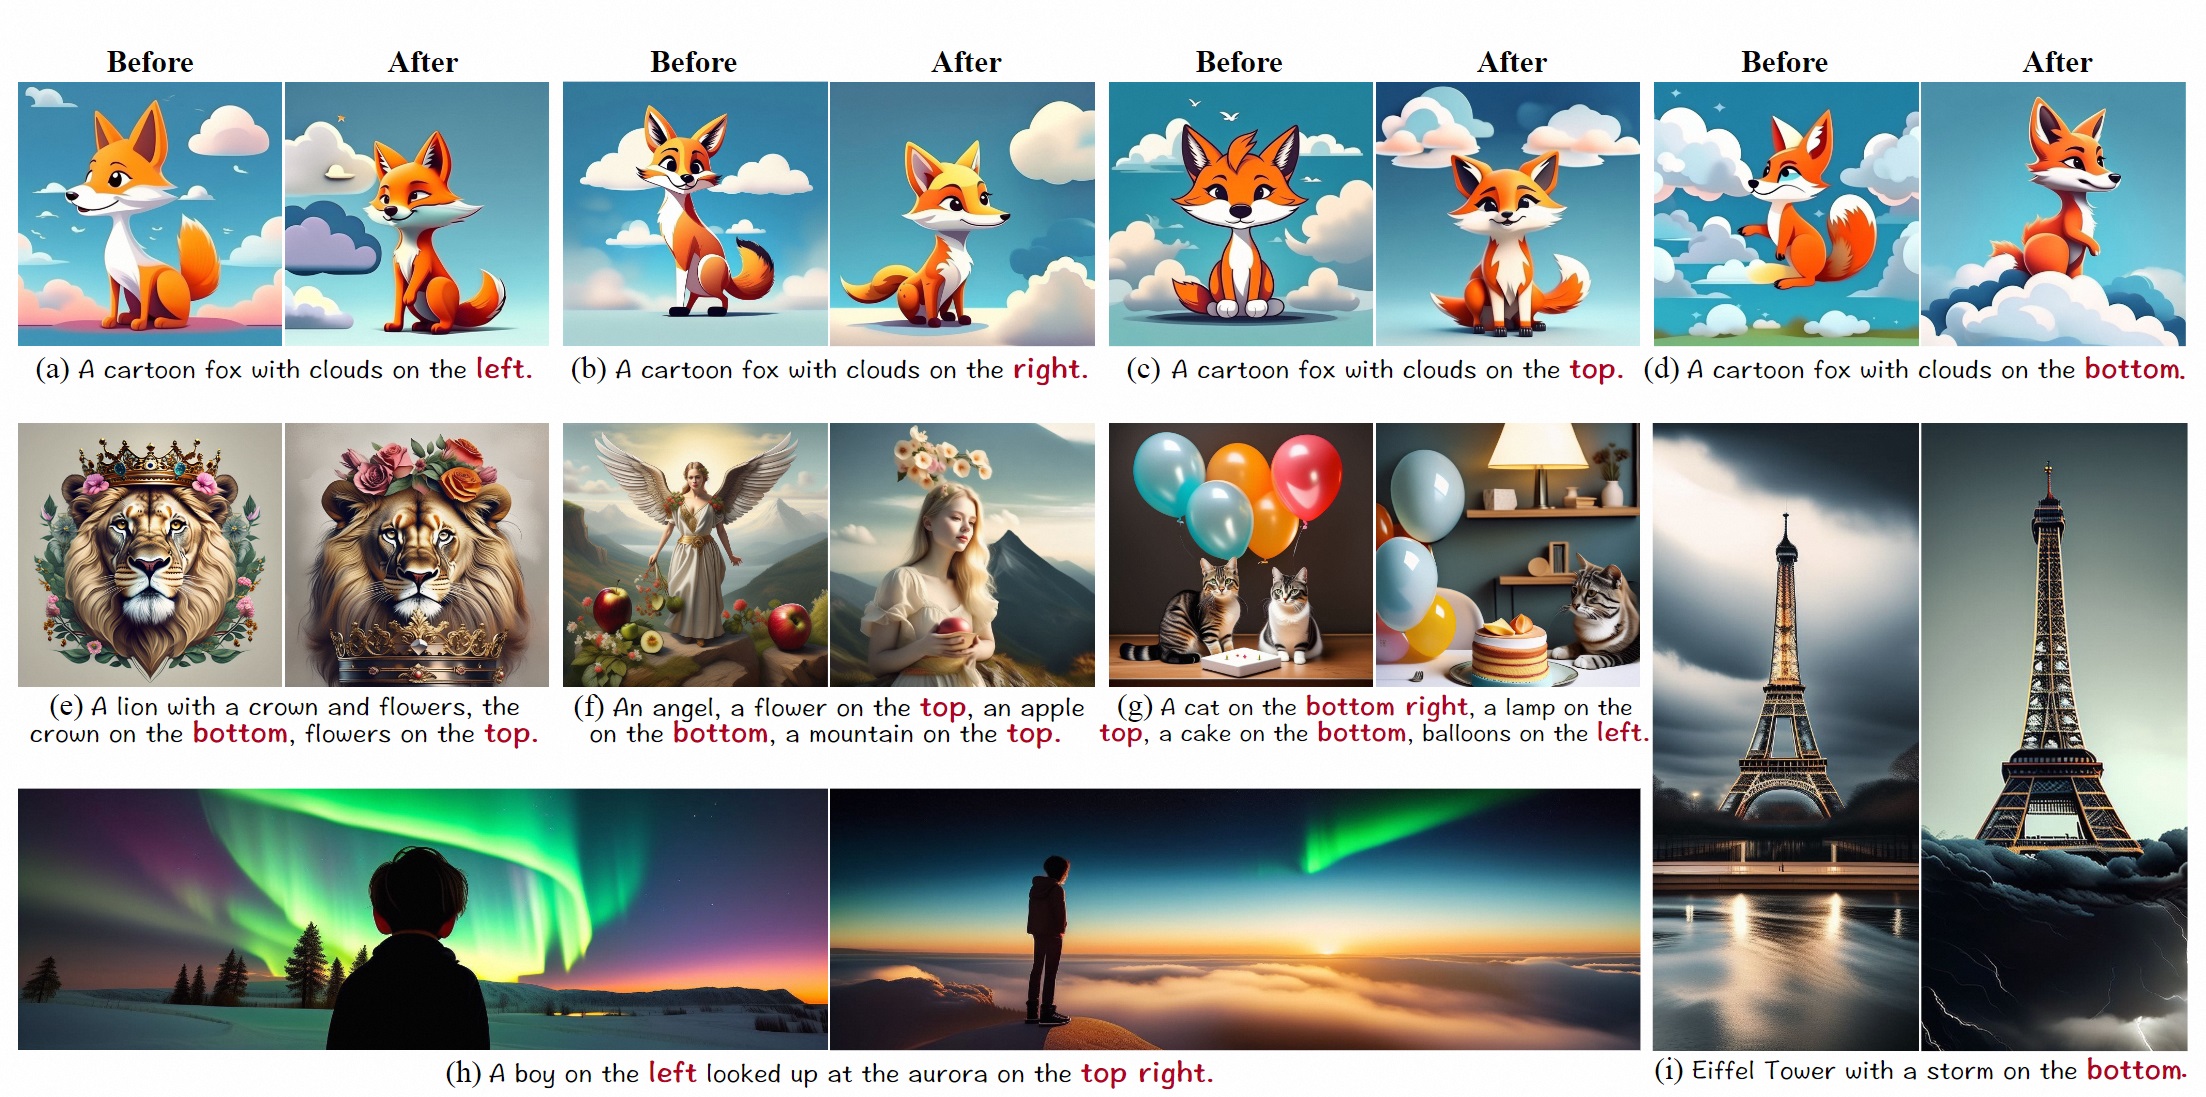 Before After Before After Before After Before After
(a) A cartoon fox with clouds on the left.
(b) A cartoon fox with clouds on the right.
(c) A cartoon fox with clouds on the top.
(d) A cartoon fox with clouds on the bottom.
(e) A lion with a crown and flowers, the
crown on the bottom, flowers on the top.
(f) An angel, a flower on the top, an apple
on the bottom, a mountain on the top.
(g) A cat on the bottom right, a lamp on the
top, a cake on the bottom, balloons on the left.
(h) A boy on the left looked up at the aurora on the top right.
(i) Eiffel Tower with a storm on the bottom.